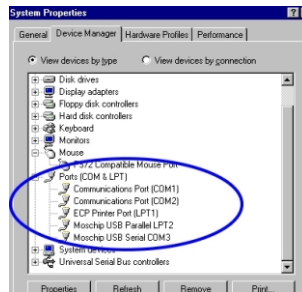 System Properties
?
General Device Manager Hardware Profiles Performance
View devices by type View devices by connection
Disk drives
Display adapters
Floppy disk controllers
Hard disk controllers
Keyboard
Monitors
Mouse
PS/2 Compatible Mouse Port
Ports (COM & LPT)
Communications Port (COM1)
Communications Port (COM2)
ECP Printer Port (LPT1)
Moschip USB Parallel LPT2
Moschip USB Serial COM3
System devices
Universal Serial Bus controllers
Properties Refresh Remove Print...